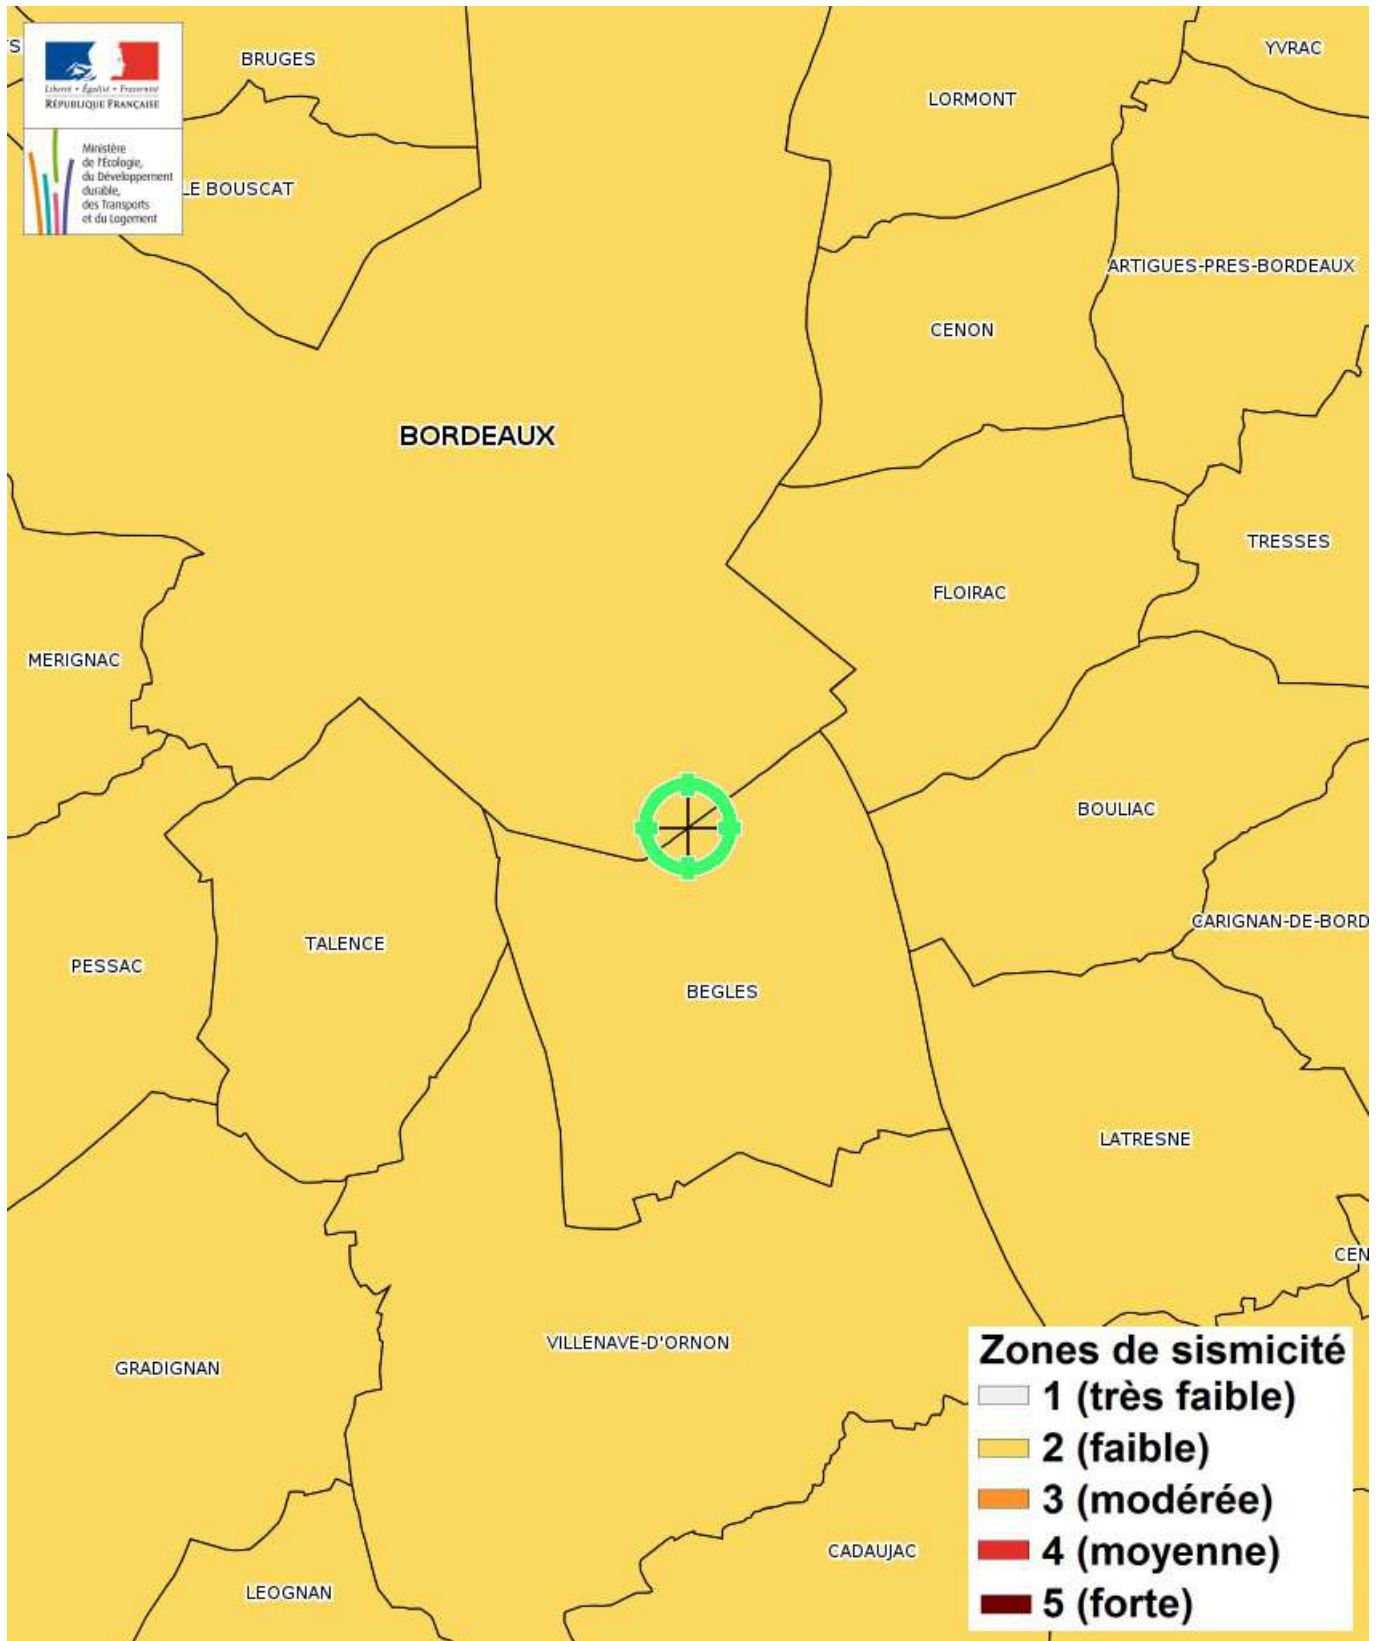 TS
BRUGES
YVRAC
Liberté • Égalité • Fraternité
RÉPUBLIQUE FRANÇAISE
LORMONT
Ministère
de l'Écologie,
du Développement
durable,
des Transports
et du Logement
LE BOUSCAT
ARTIGUES-PRES-BORDEAUX
CENON
BORDEAUX
TRESSES
FLOIRAC
MERIGNAC
BOULIAC
CARIGNAN-DE-BORD
TALENCE
PESSAC
BEGLES
LATRESNE
CEN
VILLENAVE-D'ORNON
GRADIGNAN
Zones de sismicité
1 (très faible)
2 (faible)
3 (modérée)
4 (moyenne)
5 (forte)
CADAUJAC
LEOGNAN